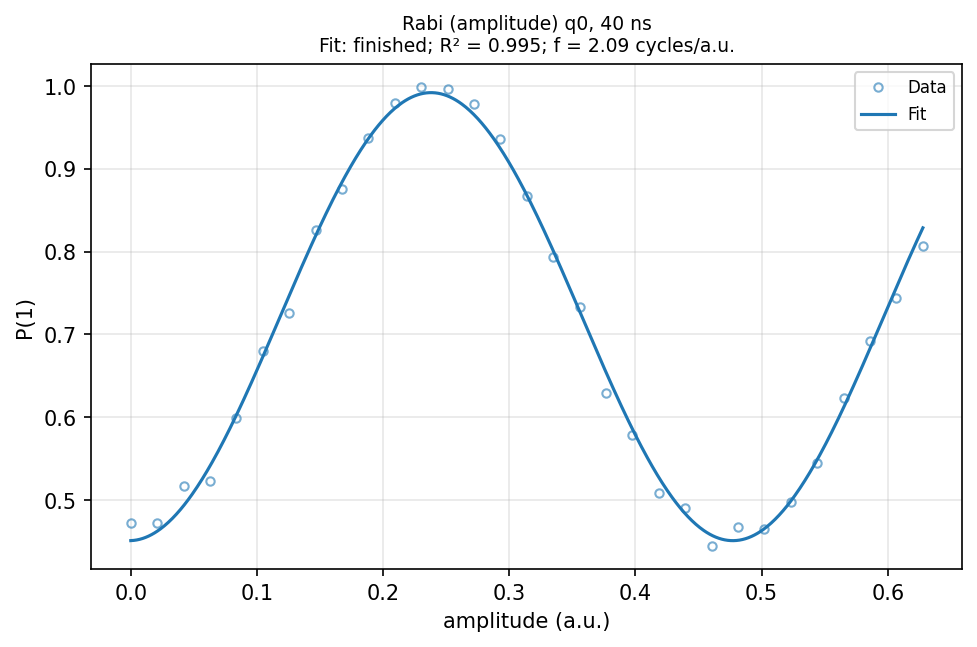 Rabi (amplitude) q0, 40 ns
Fit: finished; R² = 0.995; f = 2.09 cycles/a.u.
Data
Fit
1.0
0.9
0.8
0.7
0.6
0.5
P(1)
0.0 0.1 0.2 0.3 0.4 0.5 0.6
amplitude (a.u.)